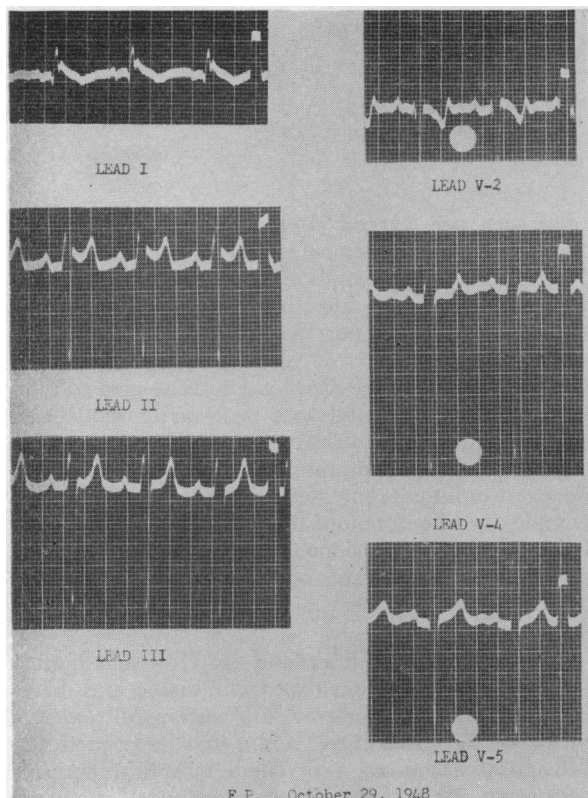 LEAD I
LEAD II
LEAD III
LEAD V-2
LEAD V-4
LEAD V-5
F.P. October 29, 1948